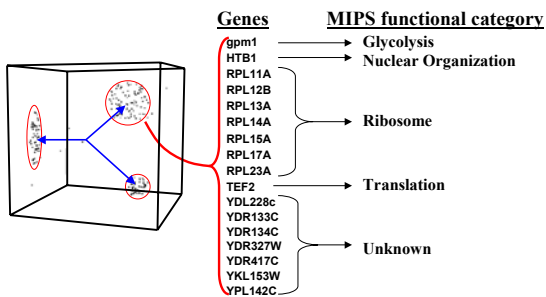 Genes MIPS functional category
gpm1 Glycolysis
HTB1 Nuclear Organization
RPL11A
RPL12B
RPL13A
RPL14A Ribosome
RPL15A
RPL17A
RPL23A
TEF2 Translation
YDL228c
YDR133C
YDR134C
YDR327W Unknown
YDR417C
YKL153W
YPL142C